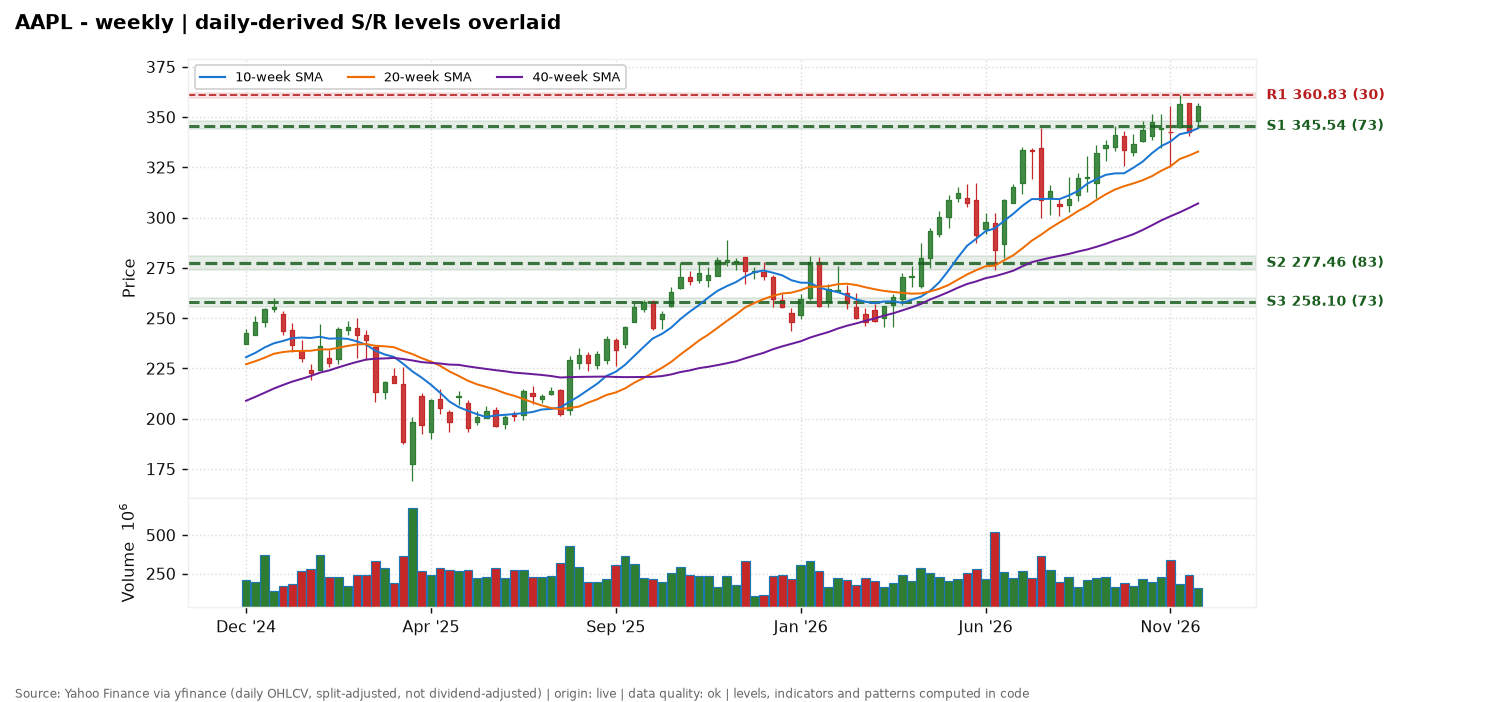 AAPL - weekly | daily-derived S/R levels overlaid
10-week SMA 20-week SMA 40-week SMA
Price
375
350
325
300
275
250
225
200
175
R1 360.83 (30)
S1 345.54 (73)
S2 277.46 (83)
S3 258.10 (73)
Volume 10⁶
500
250
Dec '24 Apr '25 Sep '25 Jan '26 Jun '26 Nov '26
Source: Yahoo Finance via yfinance (daily OHLCV, split-adjusted, not dividend-adjusted) | origin: live | data quality: ok | levels, indicators and patterns computed in code